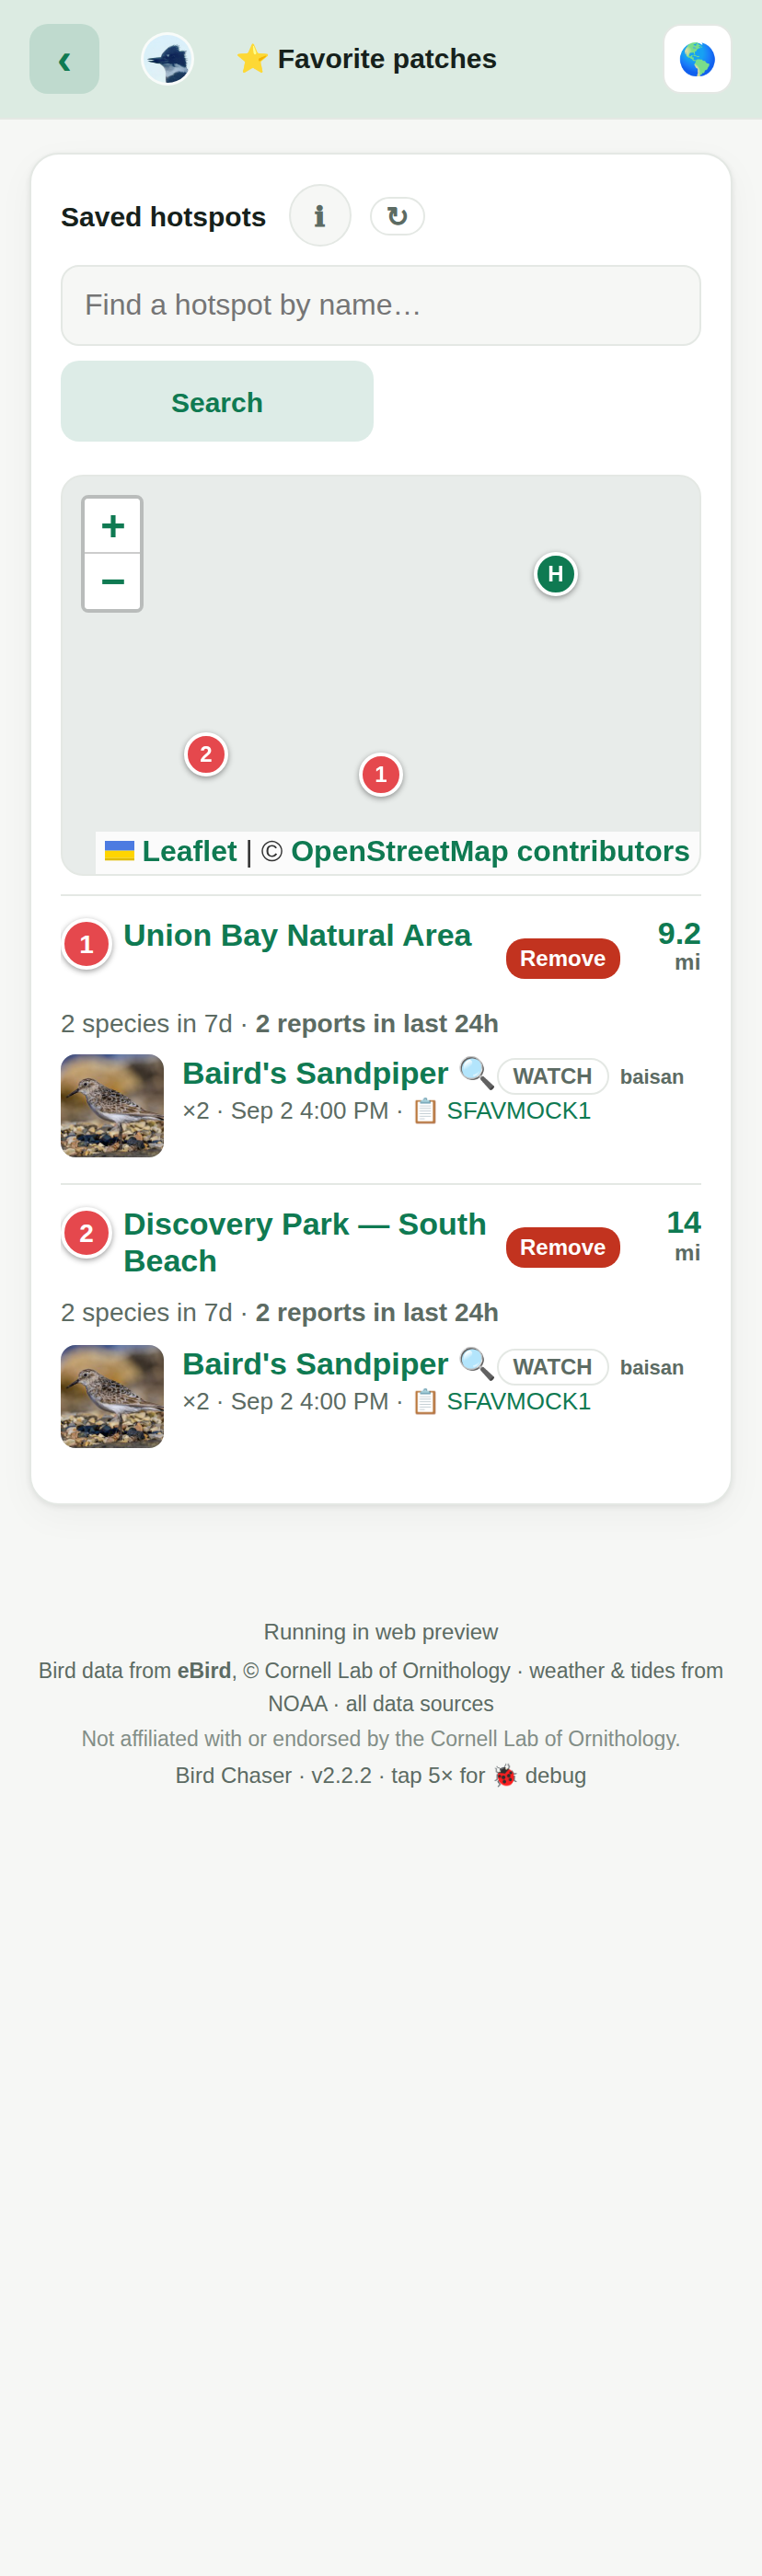 ‹ ⭐ Favorite patches 🌎
Saved hotspots ℹ ↻
Find a hotspot by name…
Search
+
−
H
2
1
🇺🇦 Leaflet | © OpenStreetMap contributors
1 Union Bay Natural Area Remove 9.2 mi
2 species in 7d · 2 reports in last 24h
Baird's Sandpiper 🔍 WATCH baisan
×2 · Sep 2 4:00 PM · 📋 SFAVMOCK1
2 Discovery Park — South Remove 14 mi
Beach
2 species in 7d · 2 reports in last 24h
Baird's Sandpiper 🔍 WATCH baisan
×2 · Sep 2 4:00 PM · 📋 SFAVMOCK1
Running in web preview
Bird data from eBird, © Cornell Lab of Ornithology · weather & tides from
NOAA · all data sources
Not affiliated with or endorsed by the Cornell Lab of Ornithology.
Bird Chaser · v2.2.2 · tap 5× for 🐞 debug